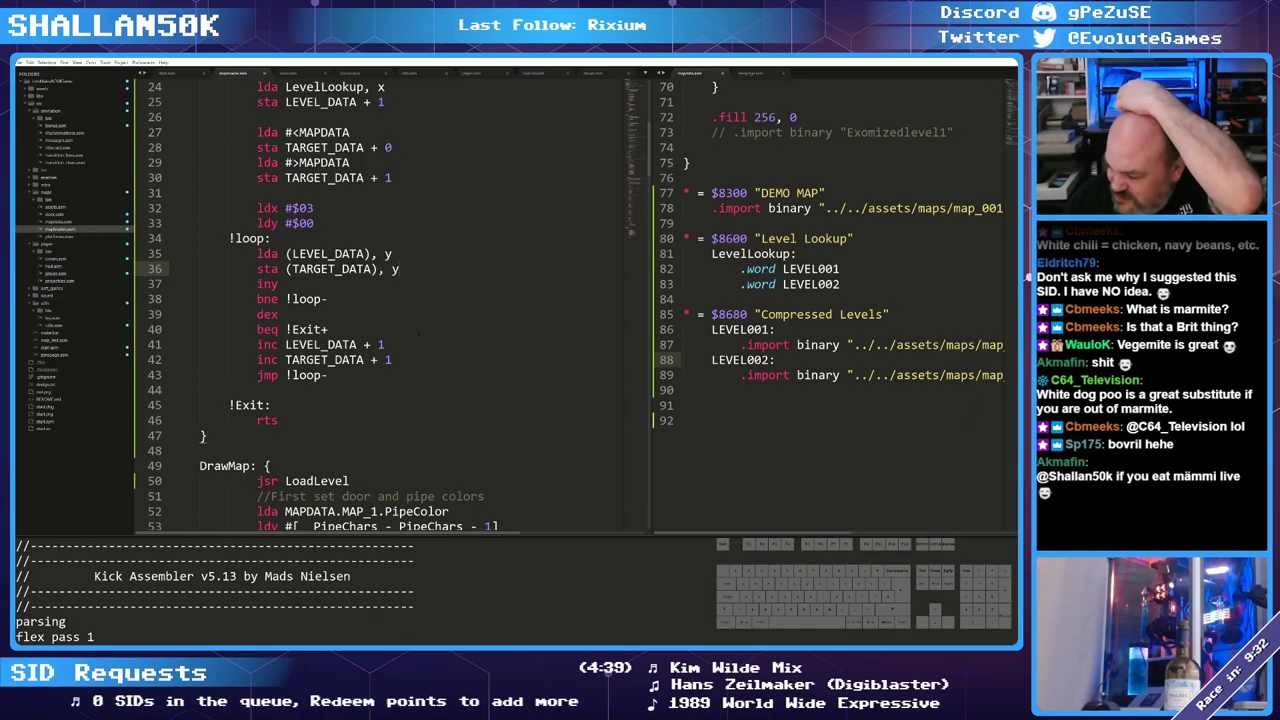 SHALLAN50K
Last Follow: Rixium
Discord gPeZuSE
Twitter @EvoluteGames
FOLDERS
24 lda LevelLookup, x
25 sta LEVEL_DATA + 1
26
27 lda #<MAPDATA
28 sta TARGET_DATA + 0
29 lda #>MAPDATA
30 sta TARGET_DATA + 1
31
32 ldx #$03
33 ldy #$00
34 !loop:
35 lda (LEVEL_DATA), y
36 sta (TARGET_DATA), y
37 iny
38 bne !loop-
39 dex
40 beq !Exit+
41 inc LEVEL_DATA + 1
42 inc TARGET_DATA + 1
43 jmp !loop-
44
45 !Exit:
46 rts
47 }
48
49 DrawMap: {
50 jsr LoadLevel
51 //First set door and pipe colors
52 lda MAPDATA.MAP_1.PipeColor
53 ldy #[__PipeChars - PipeChars - 1]
70 }
71
72 .fill 256, 0
73 // .import binary "Exomizedlevel1"
74
75 }
76
77 * = $8300 "DEMO MAP"
78 .import binary "../../assets/maps/map_001
79
80 * = $8600 "Level Lookup"
81 LevelLookup:
82 .word LEVEL001
83 .word LEVEL002
84
85 * = $8680 "Compressed Levels"
86 LEVEL001:
87 .import binary "../../assets/maps/map_
88 LEVEL002:
89 .import binary "../../assets/maps/map_
90
91
92
//------------------------------------------------------
//------------------------------------------------------
// Kick Assembler v5.13 by Mads Nielsen
//------------------------------------------------------
//------------------------------------------------------
parsing
flex pass 1
White chili = chicken, navy beans, etc.
Eldritch79:
Don't ask me why I suggested this
SID. I have NO idea.
Cbmeeks: What is marmite?
Cbmeeks: Is that a Brit thing?
WauloK: Vegemite is great
Akmafin: shit
C64_Television:
White dog poo is a great substitute if
you are out of marmite.
Cbmeeks: @C64_Television lol
Sp175: bovril hehe
Akmafin:
@Shallan50k if you eat mämmi live
Race in: 9:32
SID Requests
0 SIDs in the queue, Redeem points to add more
(4:39) Kim Wilde Mix
Hans Zeilmaker (Digiblaster)
1989 World Wide Expressive